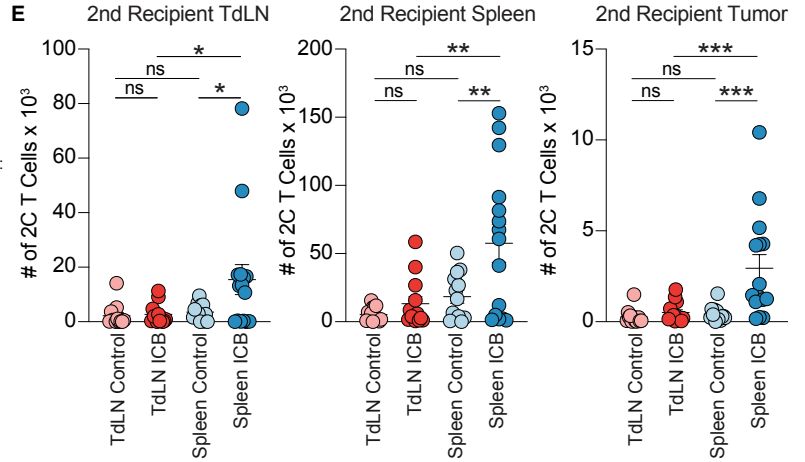 E
2nd Recipient TdLN
# of 2C T Cells x 10³
100
80
60
40
20
0
*
ns
ns
*
TdLN Control
TdLN ICB
Spleen Control
Spleen ICB
2nd Recipient Spleen
# of 2C T Cells x 10³
200
150
100
50
0
**
ns
ns
**
TdLN Control
TdLN ICB
Spleen Control
Spleen ICB
2nd Recipient Tumor
# of 2C T Cells x 10³
15
10
5
0
***
ns
ns
***
TdLN Control
TdLN ICB
Spleen Control
Spleen ICB